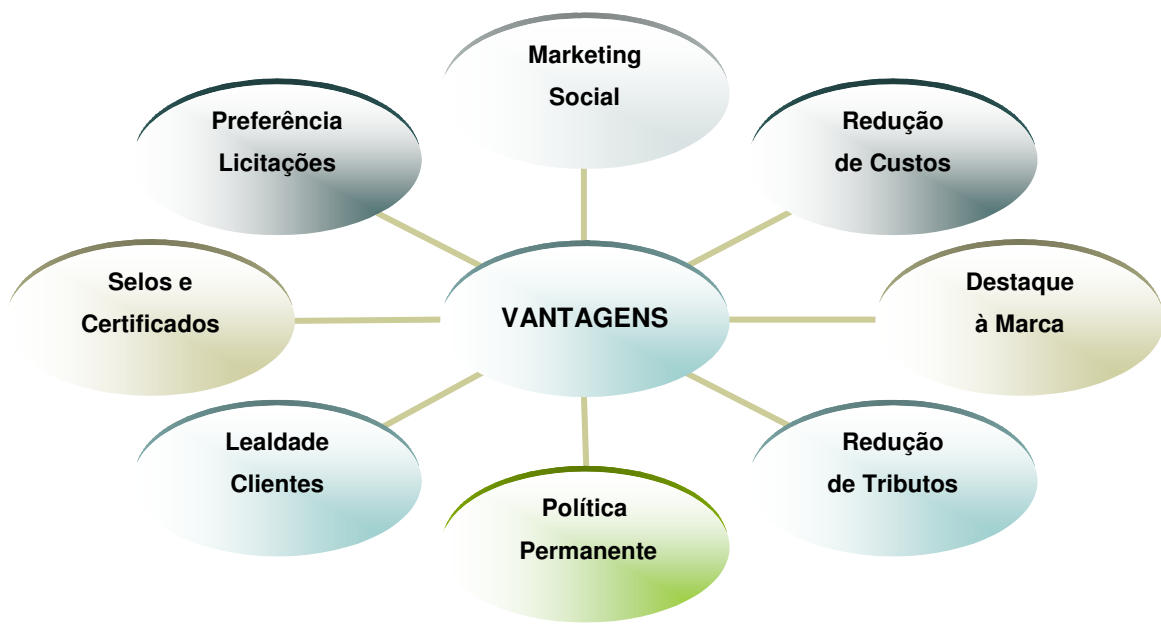 Marketing
Social
Preferência
Licitações
Redução
de Custos
Selos e
Certificados
VANTAGENS
Destaque
à Marca
Lealdade
Clientes
Redução
de Tributos
Política
Permanente